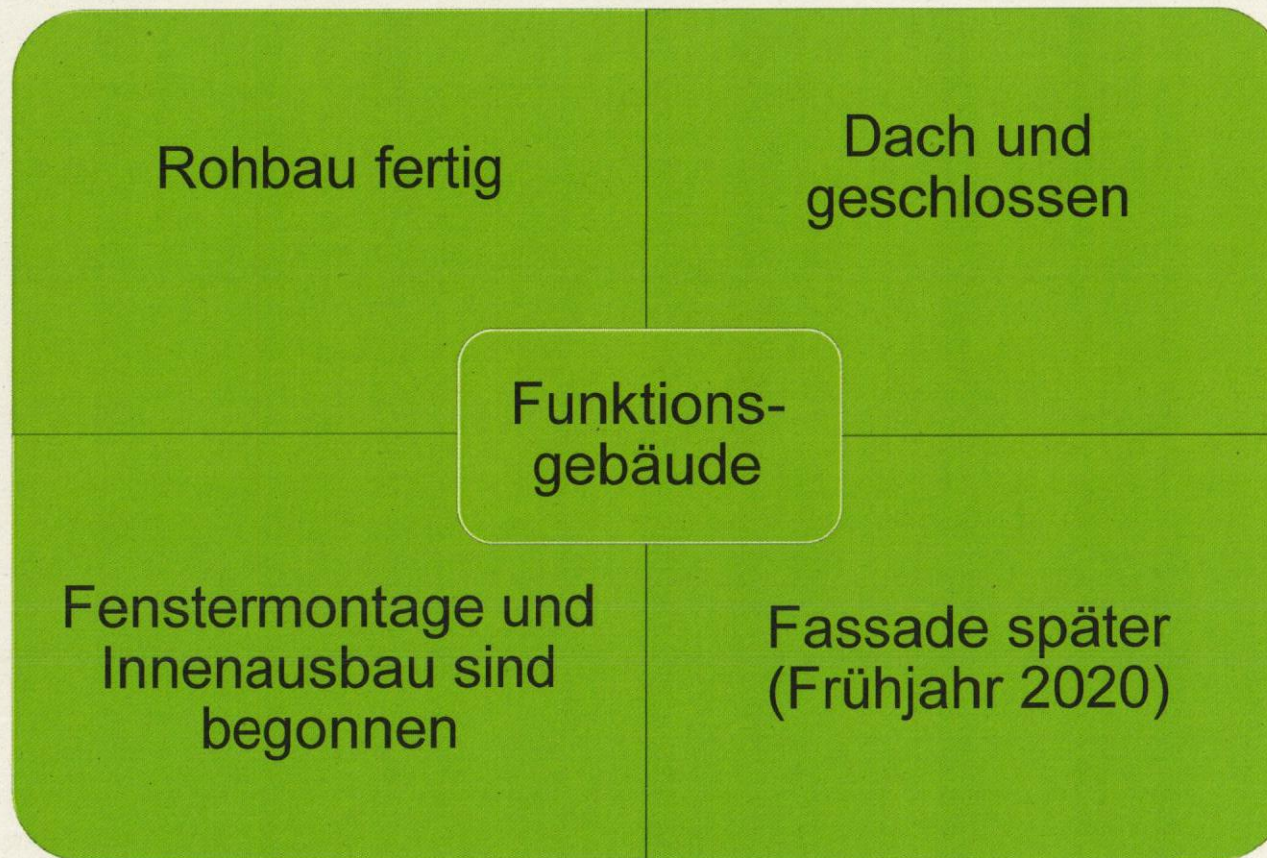 Rohbau fertig
Dach und
geschlossen
Funktions-
gebäude
Fenstermontage und
Innenausbau sind
begonnen
Fassade später
(Frühjahr 2020)